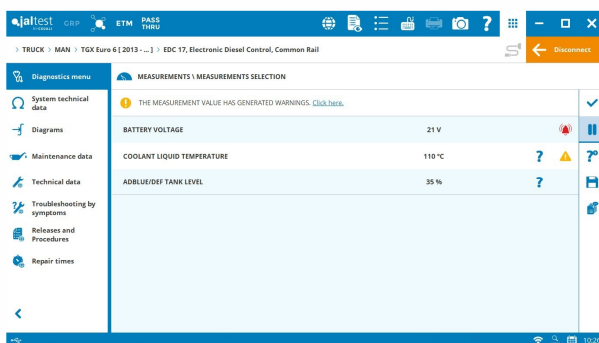 jaltest GBP ETM PASS THRU
> TRUCK > MAN > TGX Euro 6 [ 2013 - ... ] > EDC 17, Electronic Diesel Control, Common Rail
Disconnect
Diagnostics menu
System technical data
Diagrams
Maintenance data
Technical data
Troubleshooting by symptoms
Releases and Procedures
Repair times
MEASUREMENTS \ MEASUREMENTS SELECTION
THE MEASUREMENT VALUE HAS GENERATED WARNINGS. Click here.
BATTERY VOLTAGE 21 V
COOLANT LIQUID TEMPERATURE 110 °C ?
ADBLUE/DEF TANK LEVEL 35 % ?
10:26